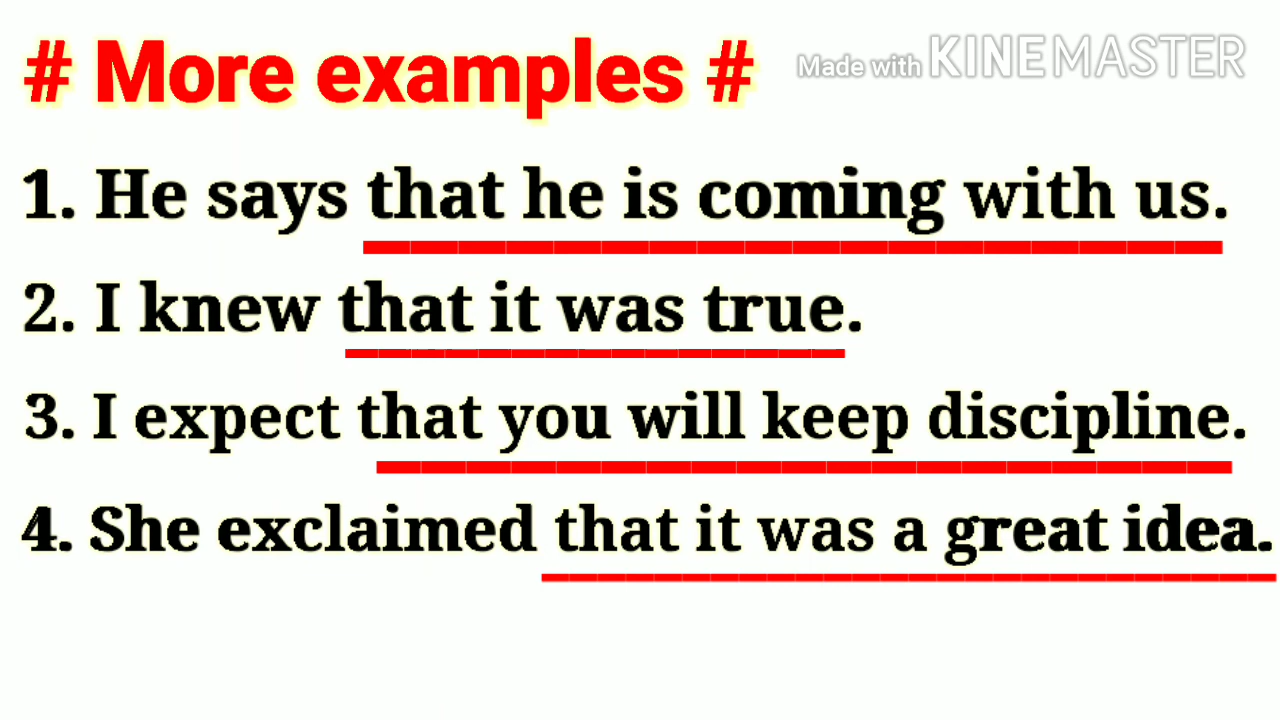 # More examples #
Made with KINEMASTER
1. He says that he is coming with us.
2. I knew that it was true.
3. I expect that you will keep discipline.
4. She exclaimed that it was a great idea.